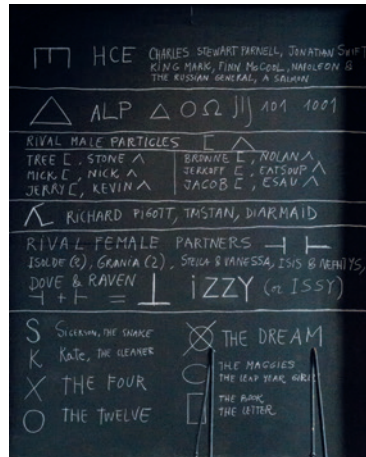 Ш HCE CHARLES STEWART PARNELL, JONATHAN SWIFT
KING MARK, FINN McCOOL, NAPOLEON &
THE RUSSIAN GENERAL, A SALMON
△ ALP △ O Ω 101 1001
RIVAL MALE PARTICLES [ Λ
TREE [, STONE Λ
MICK [, NICK Λ
JERRY [, KEVIN Λ
BROWNE [, NOLAN Λ
JERKOFF [, EATSOUP Λ
JACOB [, ESAU Λ
RICHARD PIGOTT, TRISTAN, DIARMAID
RIVAL FEMALE PARTNERS ⊣ ⊢
ISOLDE (2), GRANIA (2), STELLA & VANESSA, ISIS & NEPHTYS,
DOVE & RAVEN
⊣ + ⊢ = ⊥ iZZY (or ISSY)
S SIGERSON, THE SNAKE
K Kate, THE CLEANER
X THE FOUR
O THE TWELVE
THE DREAM
THE MAGGIES
THE LEAP YEAR GIRLS
THE BOOK
THE LETTER